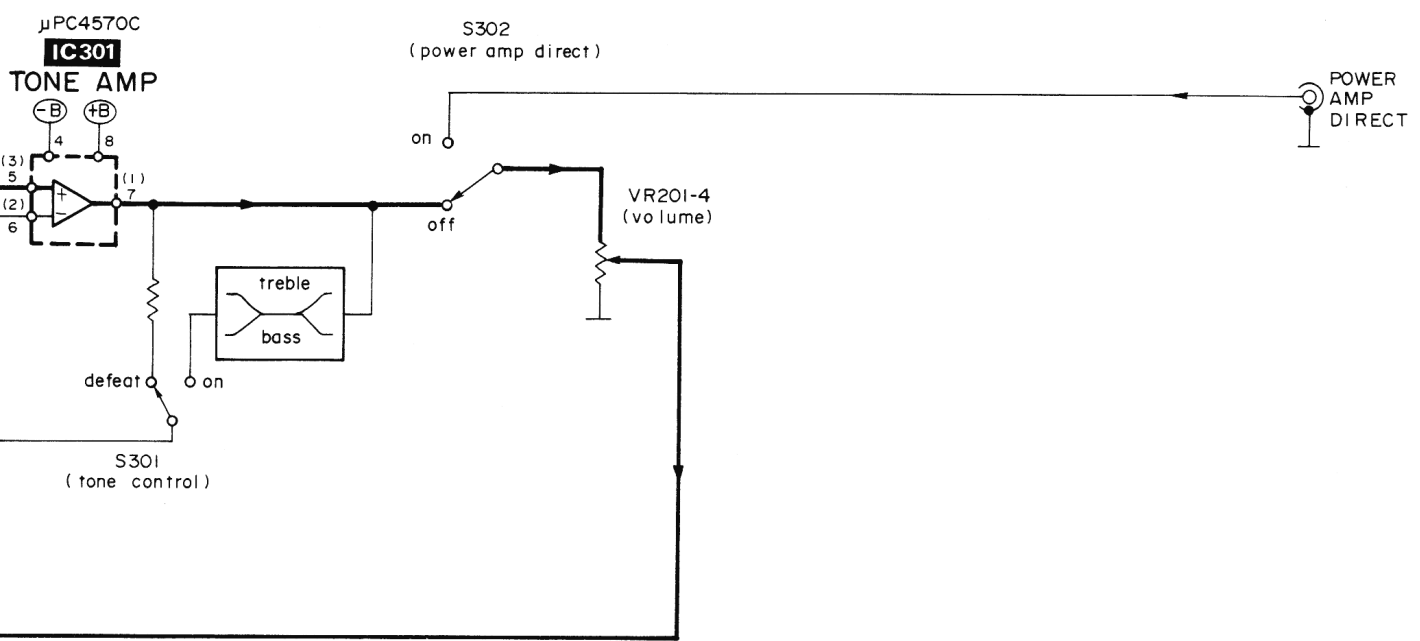 μPC4570C
IC301
TONE AMP
-B
+B
4
8
(3)
5
(2)
6
+
-
(1)
7
S302
(power amp direct)
on
off
POWER
AMP
DIRECT
VR201-4
(volume)
treble
bass
defeat
on
S301
(tone control)